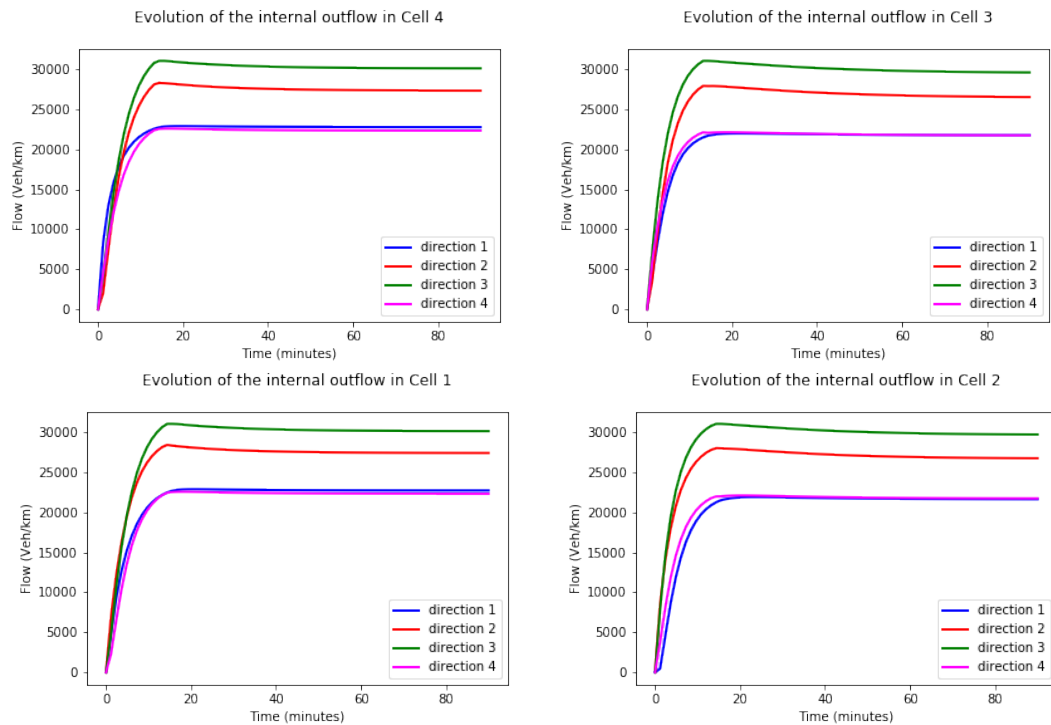 Evolution of the internal outflow in Cell 4
Flow (Veh/km)
30000
25000
20000
15000
10000
5000
0
direction 1
direction 2
direction 3
direction 4
0 20 40 60 80
Time (minutes)
Evolution of the internal outflow in Cell 3
Flow (Veh/km)
30000
25000
20000
15000
10000
5000
0
direction 1
direction 2
direction 3
direction 4
0 20 40 60 80
Time (minutes)
Evolution of the internal outflow in Cell 1
Flow (Veh/km)
30000
25000
20000
15000
10000
5000
0
direction 1
direction 2
direction 3
direction 4
0 20 40 60 80
Time (minutes)
Evolution of the internal outflow in Cell 2
Flow (Veh/km)
30000
25000
20000
15000
10000
5000
0
direction 1
direction 2
direction 3
direction 4
0 20 40 60 80
Time (minutes)